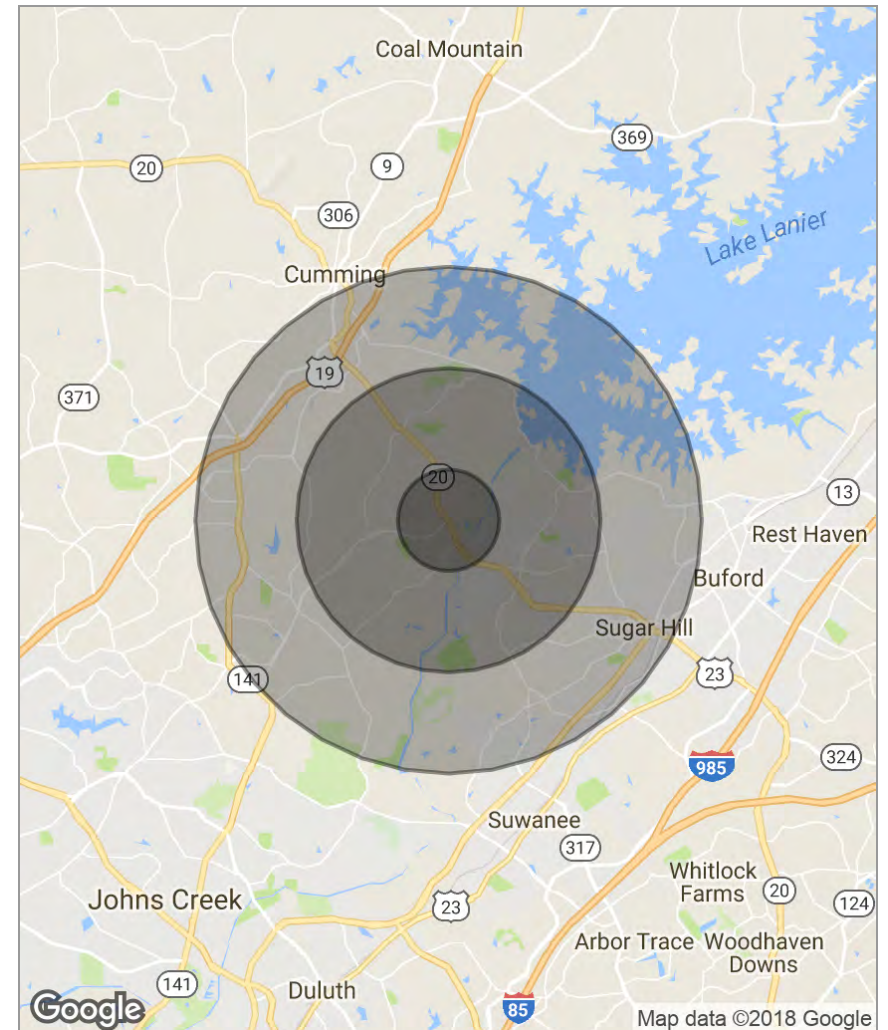 Coal Mountain
369
20
9
306
Lake Lanier
Cumming
19
371
20
13
Rest Haven
Buford
Sugar Hill
23
141
985
324
Suwanee
317
Whitlock
Farms
20
124
Johns Creek
23
Arbor Trace
Woodhaven
Downs
141
Duluth
85
Google
Map data ©2018 Google